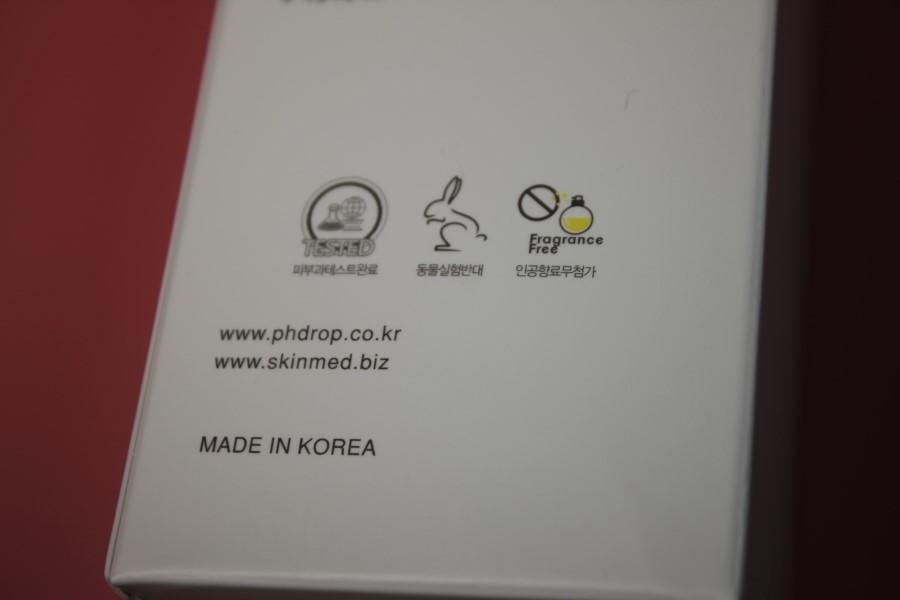 TESTED
피부과테스트완료
동물실험반대
Fragrance
Free
인공향료무첨가
www.phdrop.co.kr
www.skinmed.biz
MADE IN KOREA